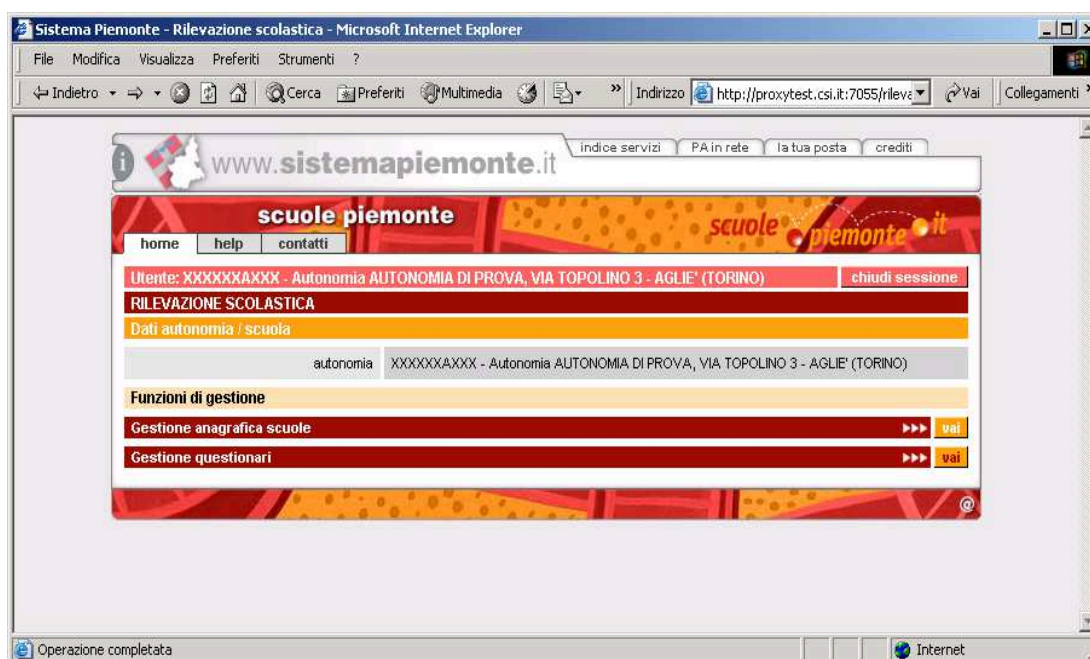 Sistema Piemonte - Rilevazione scolastica - Microsoft Internet Explorer
File Modifica Visualizza Preferiti Strumenti ?
Indietro Cerca Preferiti Multimedia » Indirizzo http://proxytest.csi.it:7055/rileva Vai Collegamenti »
www.sistemapiemonte.it indice servizi PA in rete la tua posta crediti
scuole piemonte scuole piemonte it
home help contatti
Utente: XXXXXXAXXX - Autonomia AUTONOMIA DI PROVA, VIA TOPOLINO 3 - AGLIE' (TORINO) chiudi sessione
RILEVAZIONE SCOLASTICA
Dati autonomia / scuola
autonomia XXXXXXAXXX - Autonomia AUTONOMIA DI PROVA, VIA TOPOLINO 3 - AGLIE' (TORINO)
Funzioni di gestione
Gestione anagrafica scuole vai
Gestione questionari vai
@
Operazione completata Internet